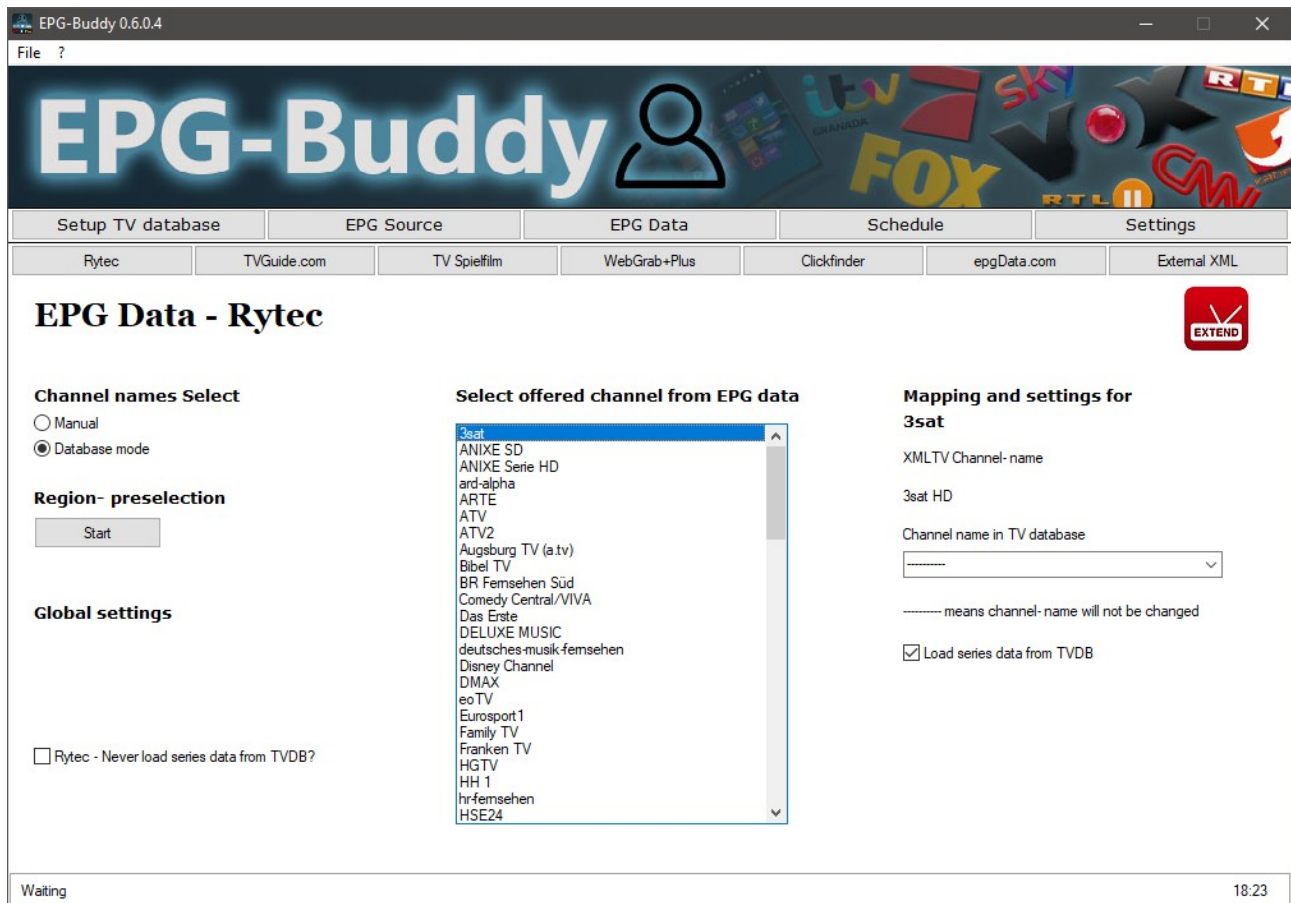 EPG-Buddy 0.6.0.4
File ?
EPG-Buddy
itv
GRANADA
FOX
sky
VOX
RTL II
CNN
Setup TV database EPG Source EPG Data Schedule Settings
Rytec TVGuide.com TV Spielfilm WebGrab+Plus Clickfinder epgData.com External XML
EPG Data - Rytec
EXTEND
Channel names Select
Manual
Database mode
Region- preselection
Start
Global settings
Rytec - Never load series data from TVDB?
Select offered channel from EPG data
3sat
ANIXE SD
ANIXE Serie HD
ard-alpha
ARTE
ATV
ATV2
Augsburg TV (a.tv)
Bibel TV
BR Fernsehen Süd
Comedy Central/VIVA
Das Erste
DELUXE MUSIC
deutsches-musik-fernsehen
Disney Channel
DMAX
eoTV
Eurosport1
Family TV
Franken TV
HGTV
HH 1
hr-fernsehen
HSE24
Mapping and settings for
3sat
XMLTV Channel- name
3sat HD
Channel name in TV database
----------
---------- means channel- name will not be changed
Load series data from TVDB
Waiting 18:23